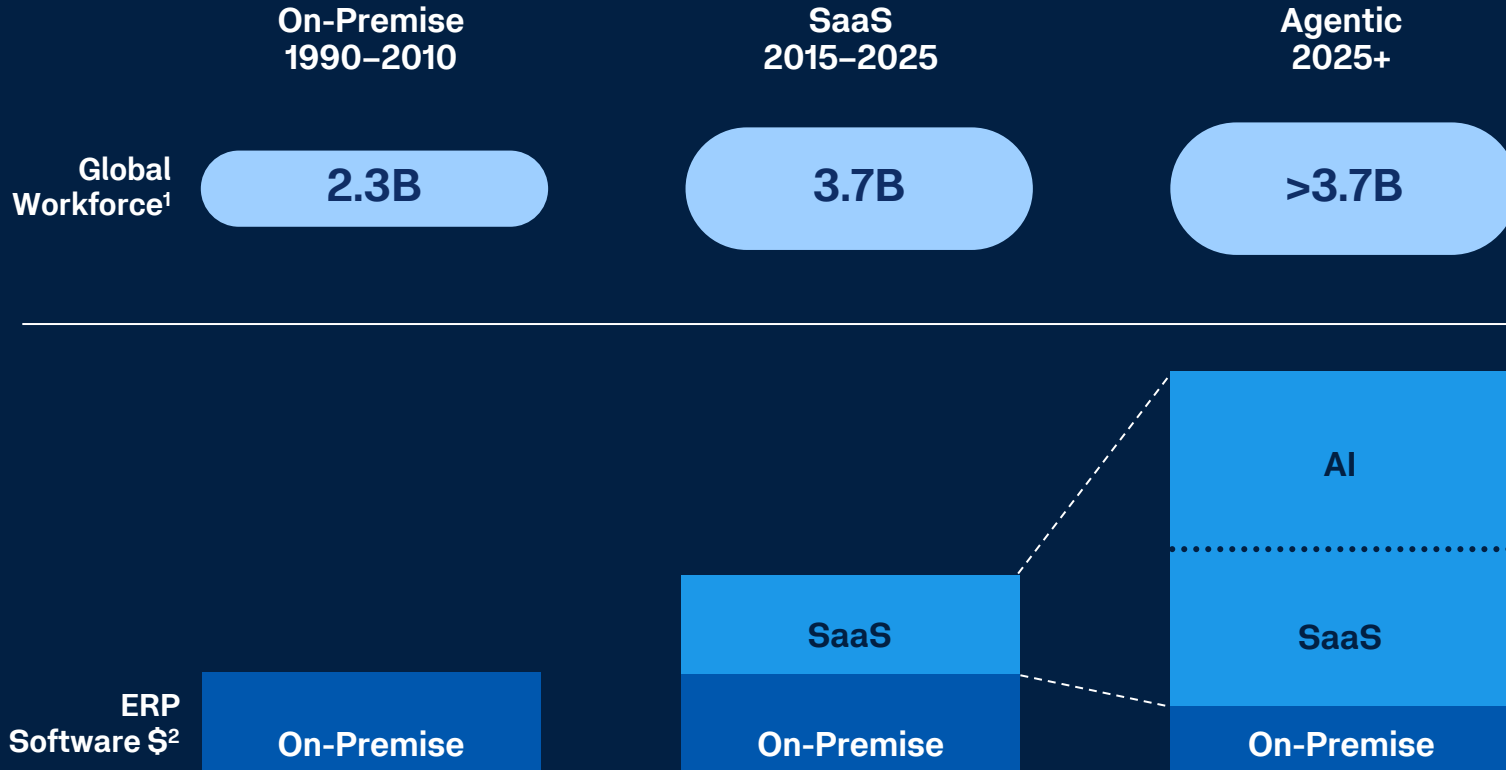 On-Premise
1990–2010
SaaS
2015–2025
Agentic
2025+
Global
Workforce¹
2.3B
3.7B
>3.7B
AI
SaaS
SaaS
ERP
Software $²
On-Premise
On-Premise
On-Premise